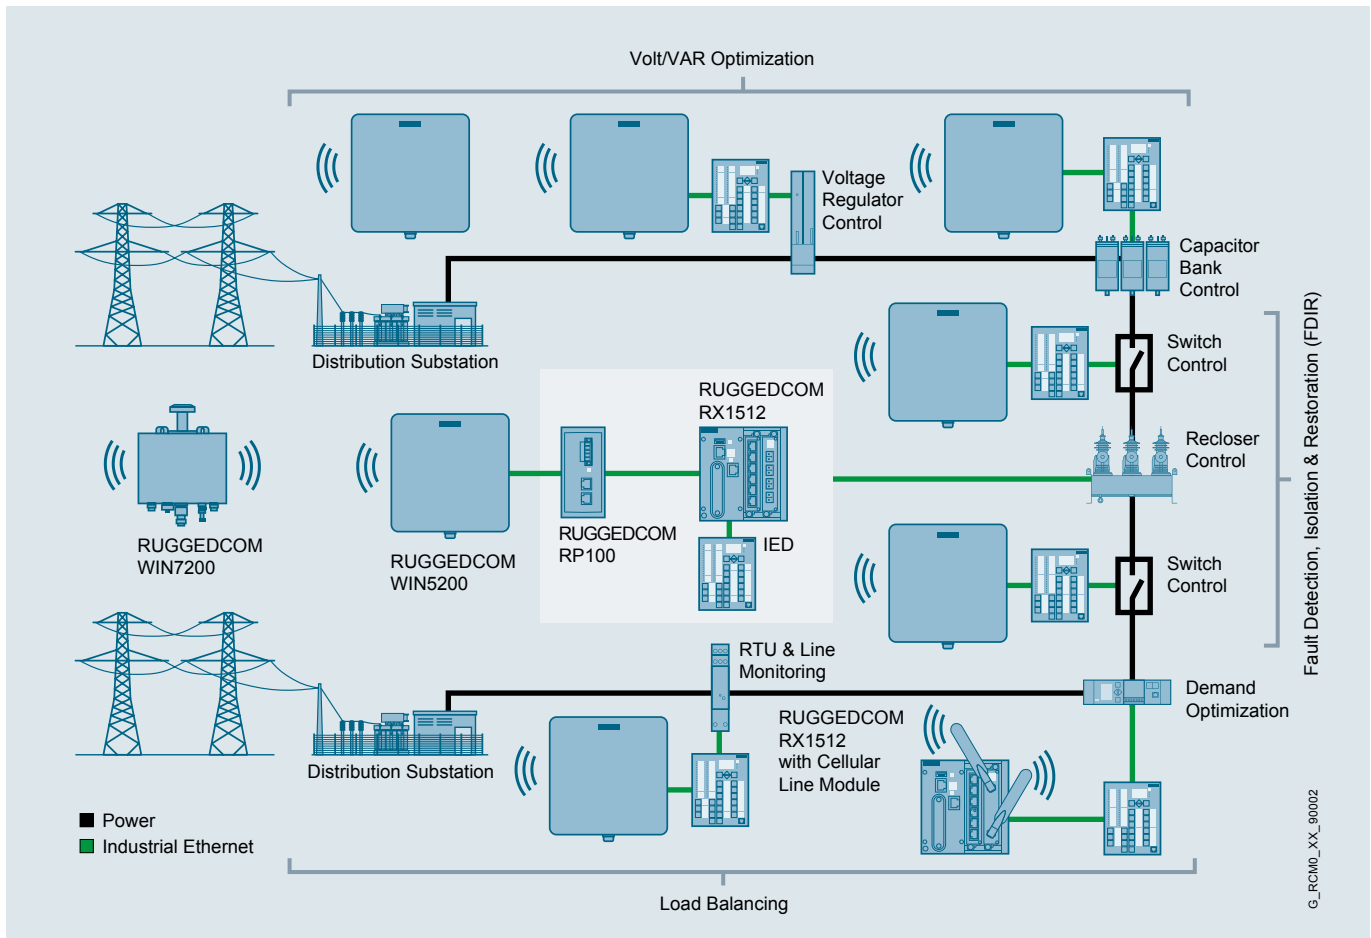 Volt/VAR Optimization
Voltage
Regulator
Control
Capacitor
Bank
Control
Distribution Substation
Switch
Control
RUGGEDCOM
RX1512
Recloser
Control
Fault Detection, Isolation & Restoration (FDIR)
RUGGEDCOM
WIN7200
RUGGEDCOM
WIN5200
RUGGEDCOM
RP100
IED
Switch
Control
RTU & Line
Monitoring
Demand
Optimization
RUGGEDCOM
RX1512
with Cellular
Line Module
Distribution Substation
Power
Industrial Ethernet
Load Balancing
G_RCM0_XX_90002